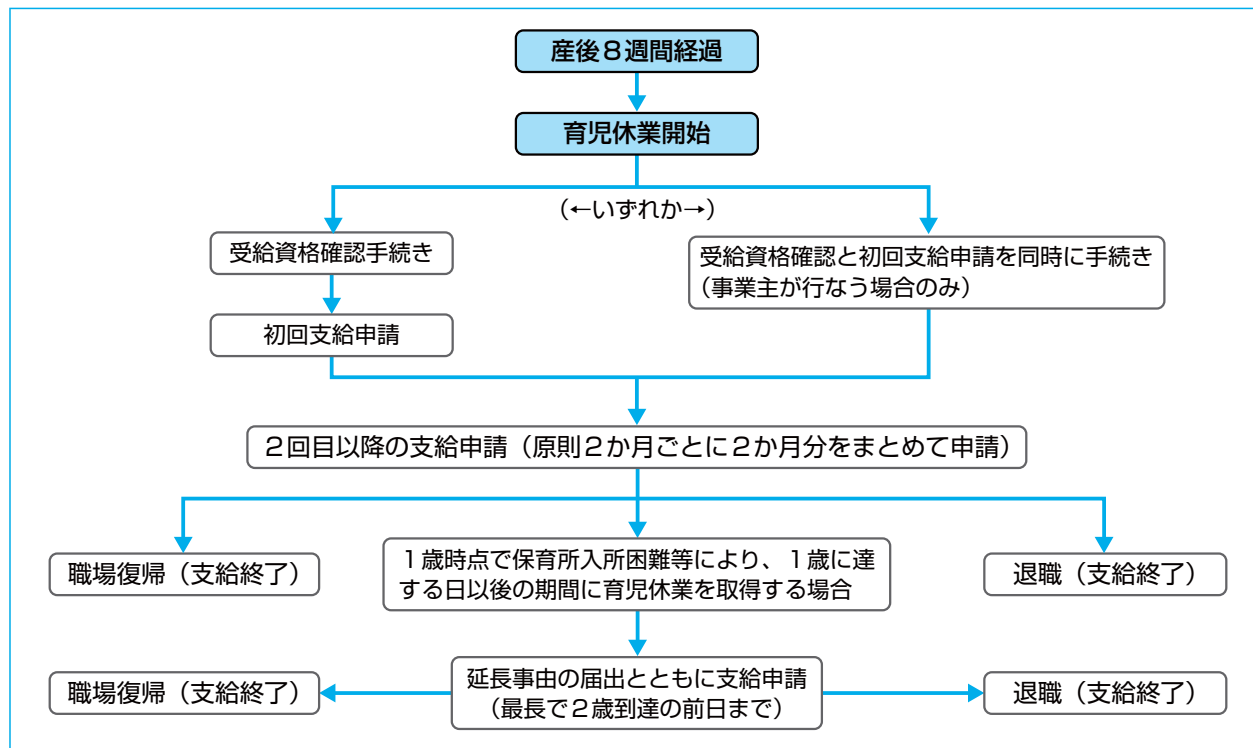 産後８週間経過
育児休業開始
（←いずれか→）
受給資格確認手続き
受給資格確認と初回支給申請を同時に手続き
（事業主が行なう場合のみ）
初回支給申請
２回目以降の支給申請（原則２か月ごとに２か月分をまとめて申請）
職場復帰（支給終了）
１歳時点で保育所入所困難等により、１歳に達
する日以後の期間に育児休業を取得する場合
退職（支給終了）
職場復帰（支給終了）
延長事由の届出とともに支給申請
（最長で２歳到達の前日まで）
退職（支給終了）